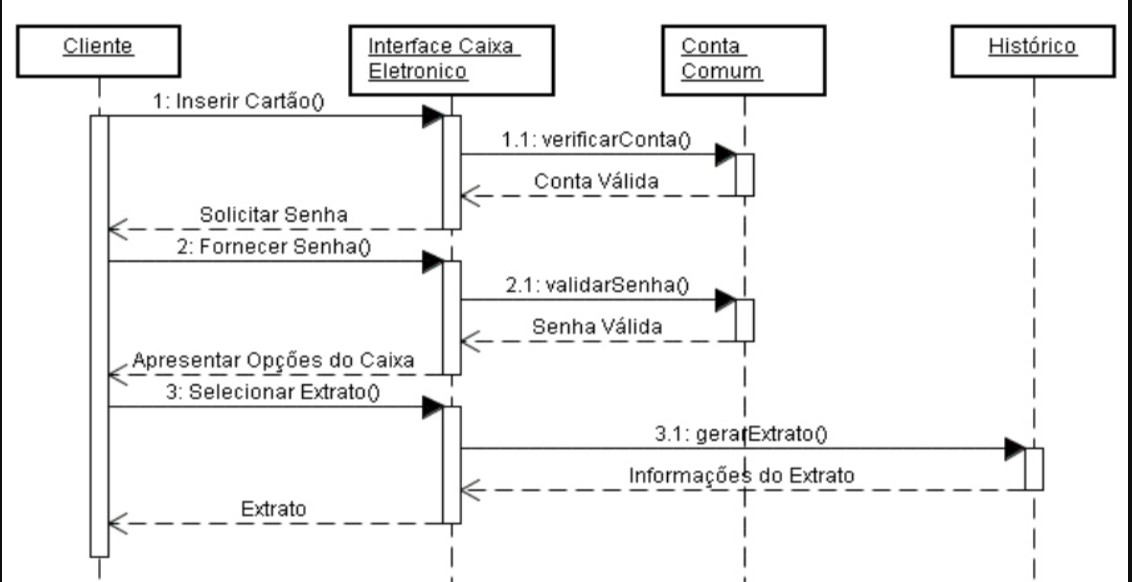 Cliente
Interface Caixa
Eletronico
Conta
Comum
Histórico
1: Inserir Cartão()
1.1: verificarConta()
Conta Válida
Solicitar Senha
2: Fornecer Senha()
2.1: validarSenha()
Senha Válida
Apresentar Opções do Caixa
3: Selecionar Extrato()
3.1: gerarExtrato()
Informações do Extrato
Extrato